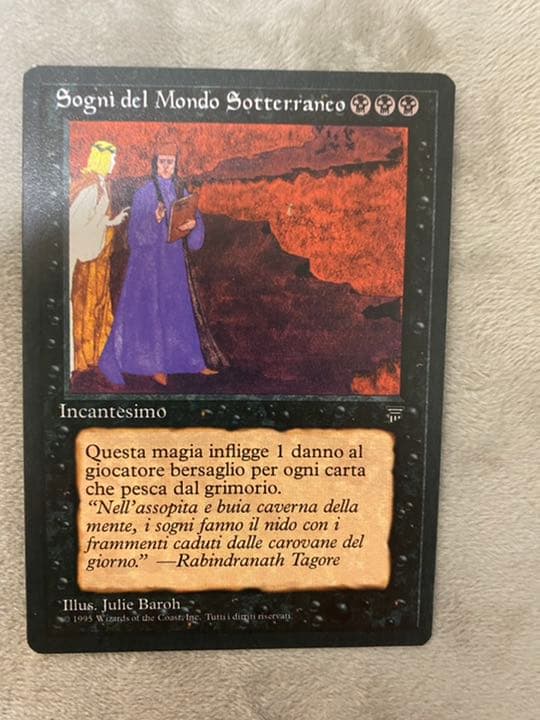 Sogni del Mondo Sotterraneo
Incantesimo
Questa magia infligge 1 danno al
giocatore bersaglio per ogni carta
che pesca dal grimorio.
“Nell’assopita e buia caverna della
mente, i sogni fanno il nido con i
frammenti caduti dalle carovane del
giorno.” —Rabindranath Tagore
Illus. Julie Baroh
© 1995 Wizards of the Coast, Inc. Tutti i diritti riservati.